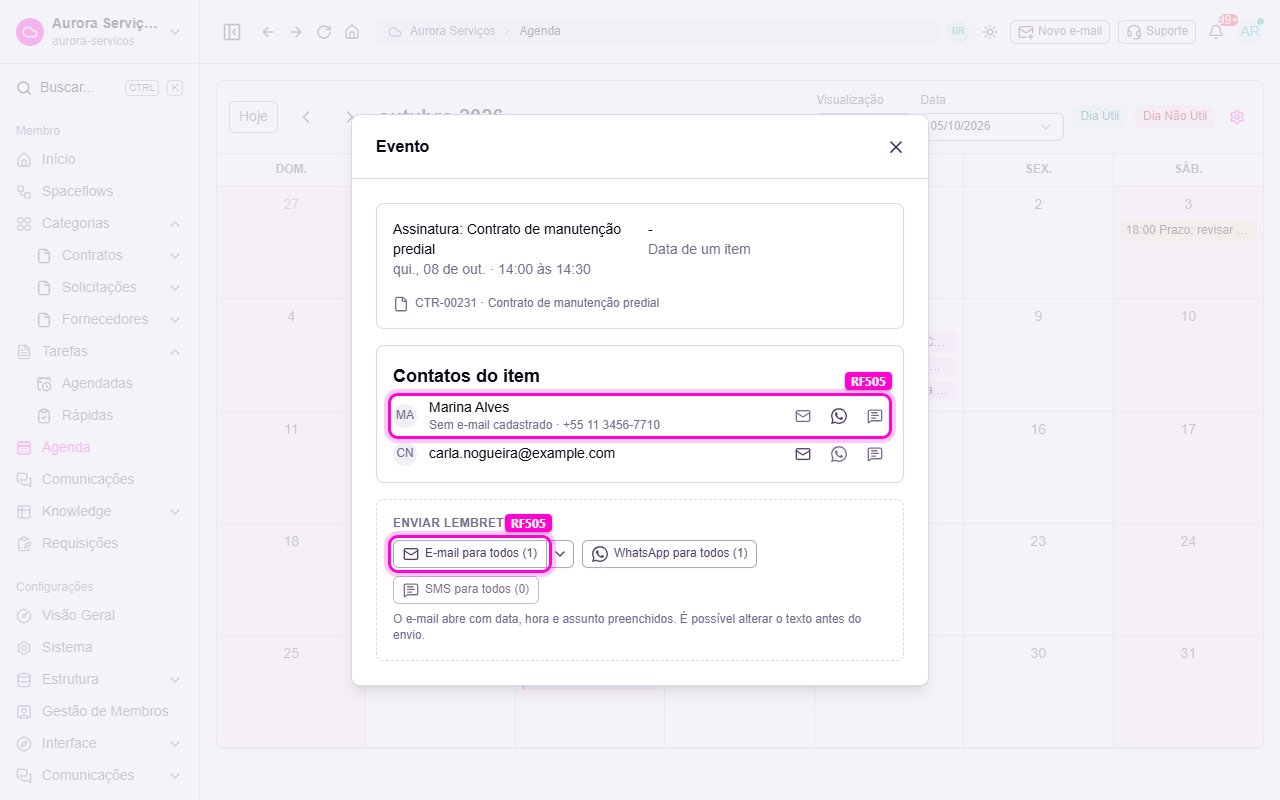 Aurora Serviç...
aurora-servicos
Aurora Serviços
Agenda
BR
Novo e-mail
Suporte
99+
AR
Buscar...
CTRL
K
Membro
Início
Spaceflows
Categorias
Contratos
Solicitações
Fornecedores
Tarefas
Agendadas
Rápidas
Agenda
Comunicações
Knowledge
Requisições
Configurações
Visão Geral
Sistema
Estrutura
Gestão de Membros
Interface
Comunicações
Hoje
outubro 2026
Visualização
Data
05/10/2026
Dia Útil
Dia Não Útil
DOM.
SEX.
SÁB.
27
2
3
18:00 Prazo: revisar ...
4
9
10
11
16
17
18
23
24
25
30
31
Evento
Assinatura: Contrato de manutenção
predial
qui., 08 de out. · 14:00 às 14:30
-
Data de um item
CTR-00231 · Contrato de manutenção predial
Contatos do item
RF505
MA
Marina Alves
Sem e-mail cadastrado · +55 11 3456-7710
CN
carla.nogueira@example.com
ENVIAR LEMBRET
RF505
E-mail para todos (1)
WhatsApp para todos (1)
SMS para todos (0)
O e-mail abre com data, hora e assunto preenchidos. É possível alterar o texto antes do
envio.